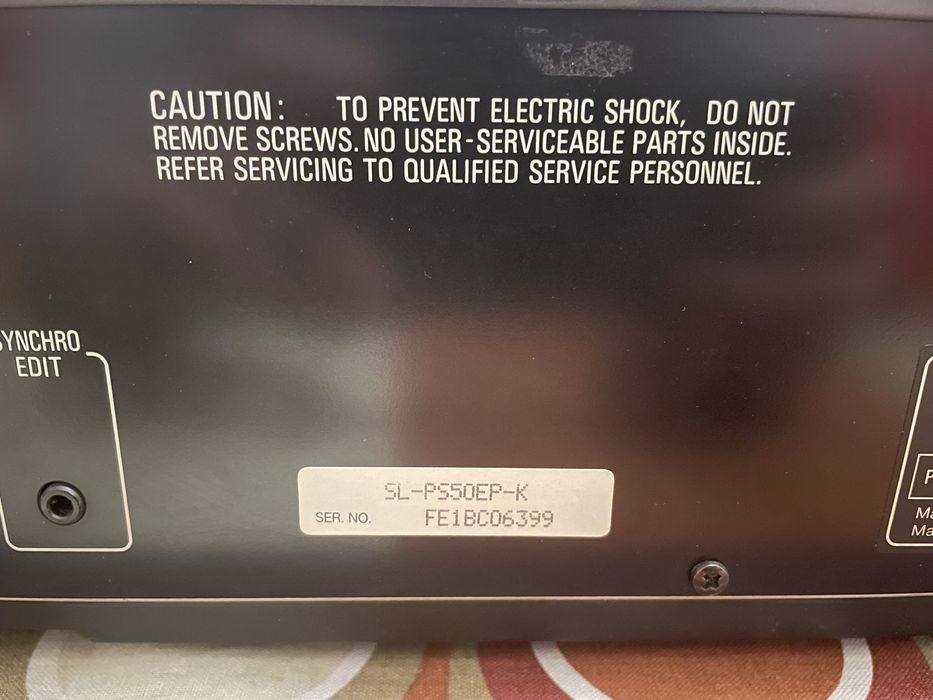 CAUTION: TO PREVENT ELECTRIC SHOCK, DO NOT
REMOVE SCREWS. NO USER-SERVICEABLE PARTS INSIDE.
REFER SERVICING TO QUALIFIED SERVICE PERSONNEL.
SYNCHRO
EDIT
SL-PS50EP-K
SER. NO. FE1BC06399